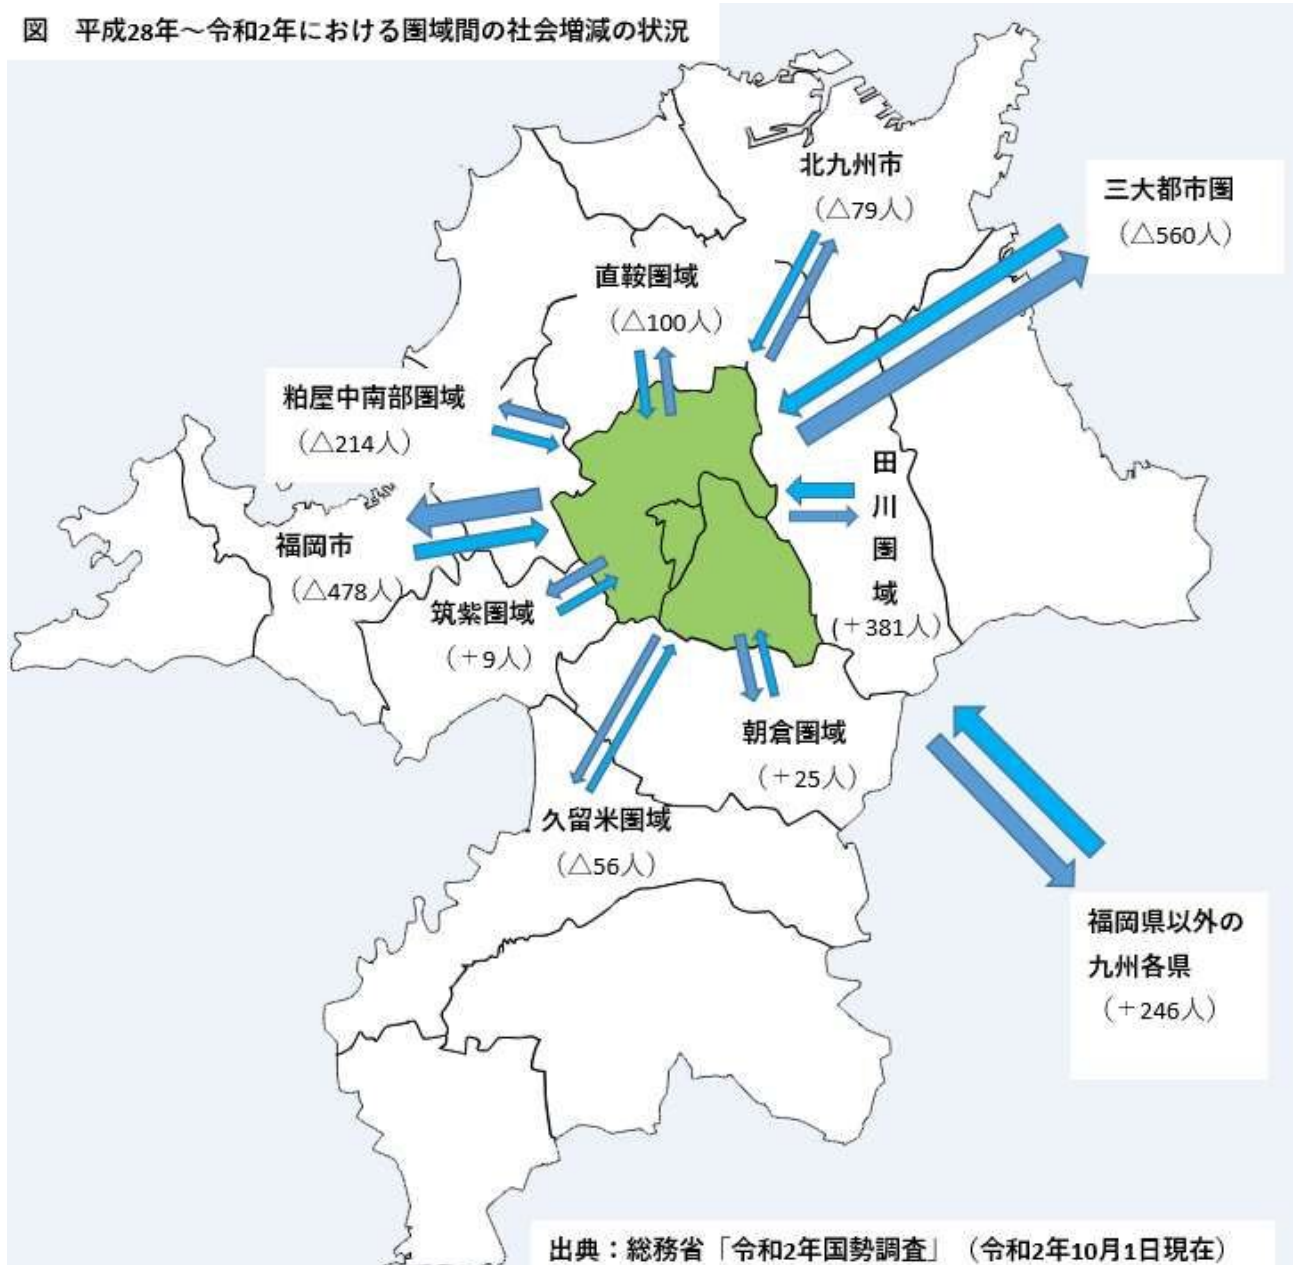 図　平成28年～令和2年における圏域間の社会増減の状況
北九州市
（△79人）
三大都市圏
（△560人）
直鞍圏域
（△100人）
粕屋中南部圏域
（△214人）
田川圏域
(＋381人）
福岡市
（△478人）
筑紫圏域
（＋9人）
朝倉圏域
（＋25人）
久留米圏域
（△56人）
福岡県以外の
九州各県
（＋246人）
出典：総務省「令和2年国勢調査」（令和2年10月1日現在）